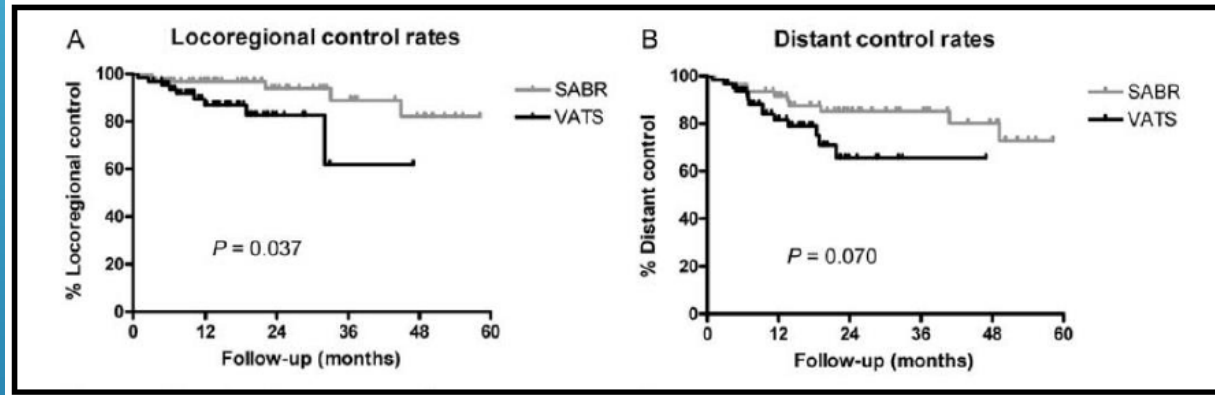 A
Locoregional control rates
% Locoregional control
100
80
60
40
20
0
0 12 24 36 48 60
Follow-up (months)
P = 0.037
SABR
VATS
B
Distant control rates
% Distant control
100
80
60
40
20
0
0 12 24 36 48 60
Follow-up (months)
P = 0.070
SABR
VATS